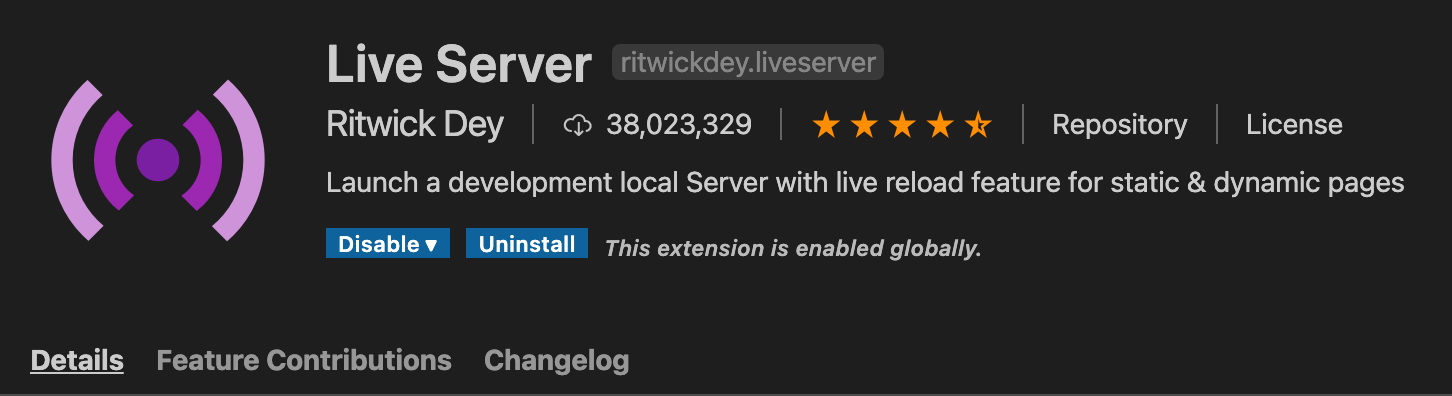 Live Server ritwickdey.liveserver
Ritwick Dey 38,023,329 Repository License
Launch a development local Server with live reload feature for static & dynamic pages
Disable ▾ Uninstall This extension is enabled globally.
Details Feature Contributions Changelog